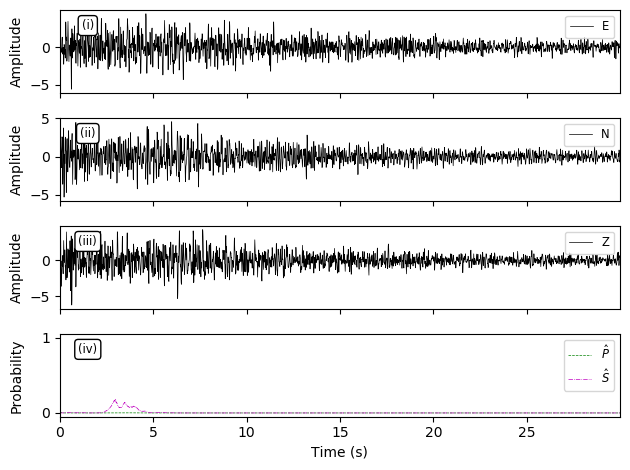 (i)
E
Amplitude
0
−5
(ii)
N
Amplitude
5
0
−5
(iii)
Z
Amplitude
0
−5
(iv)
P̂
Ŝ
Probability
1
0
0 5 10 15 20 25
Time (s)